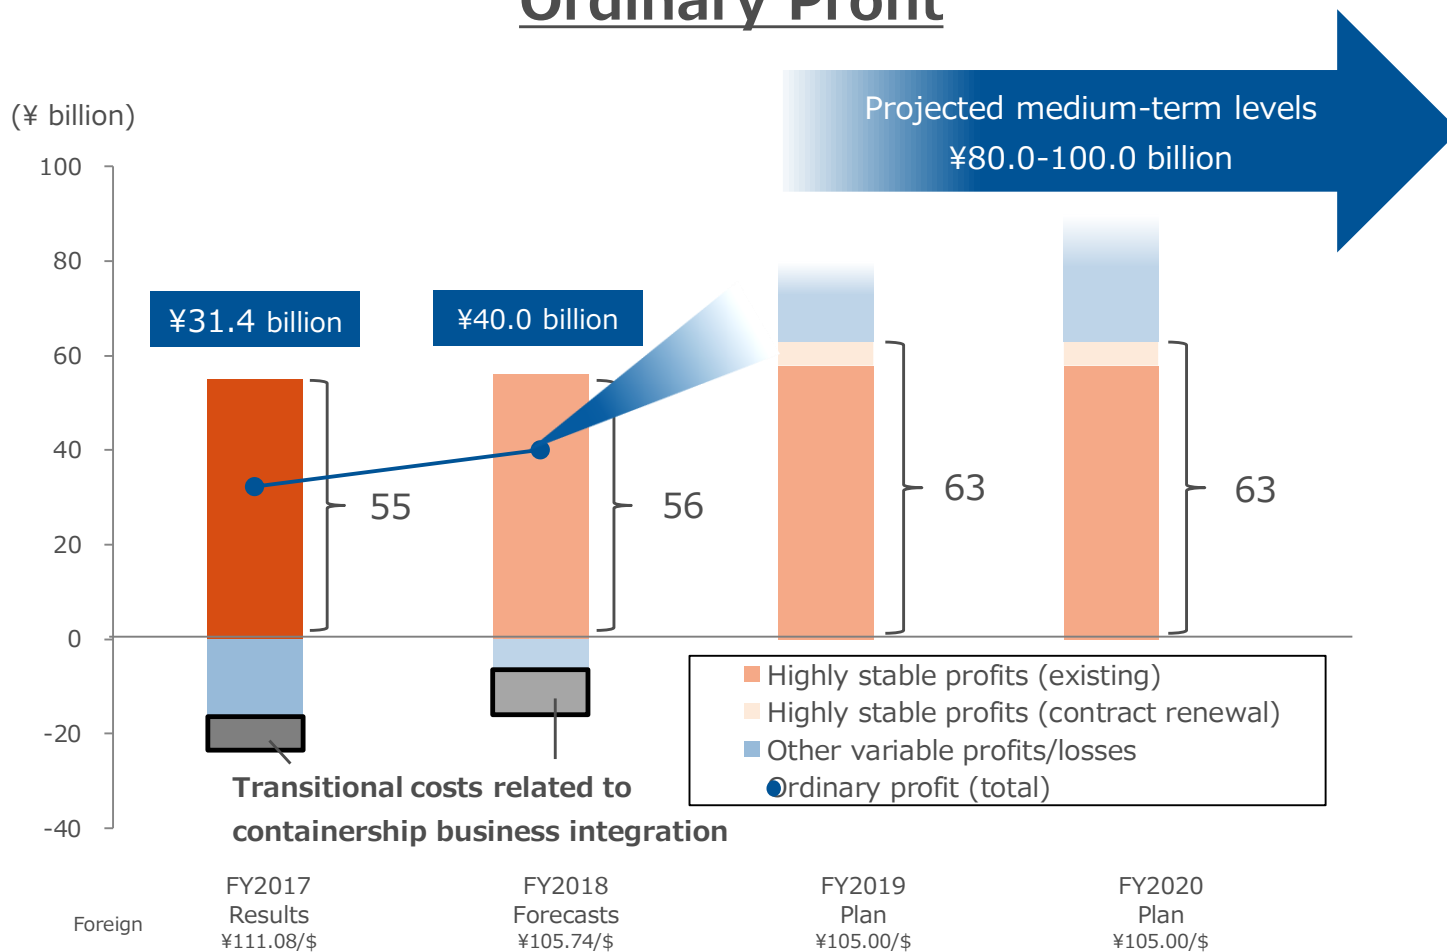 Ordinary Profit
(¥ billion)
Projected medium-term levels
¥80.0-100.0 billion
100
80
60
40
20
0
-20
-40
¥31.4 billion
¥40.0 billion
55
56
63
63
Highly stable profits (existing)
Highly stable profits (contract renewal)
Other variable profits/losses
Ordinary profit (total)
Transitional costs related to
containership business integration
FY2017
Results
¥111.08/$
FY2018
Forecasts
¥105.74/$
FY2019
Plan
¥105.00/$
FY2020
Plan
¥105.00/$
Foreign